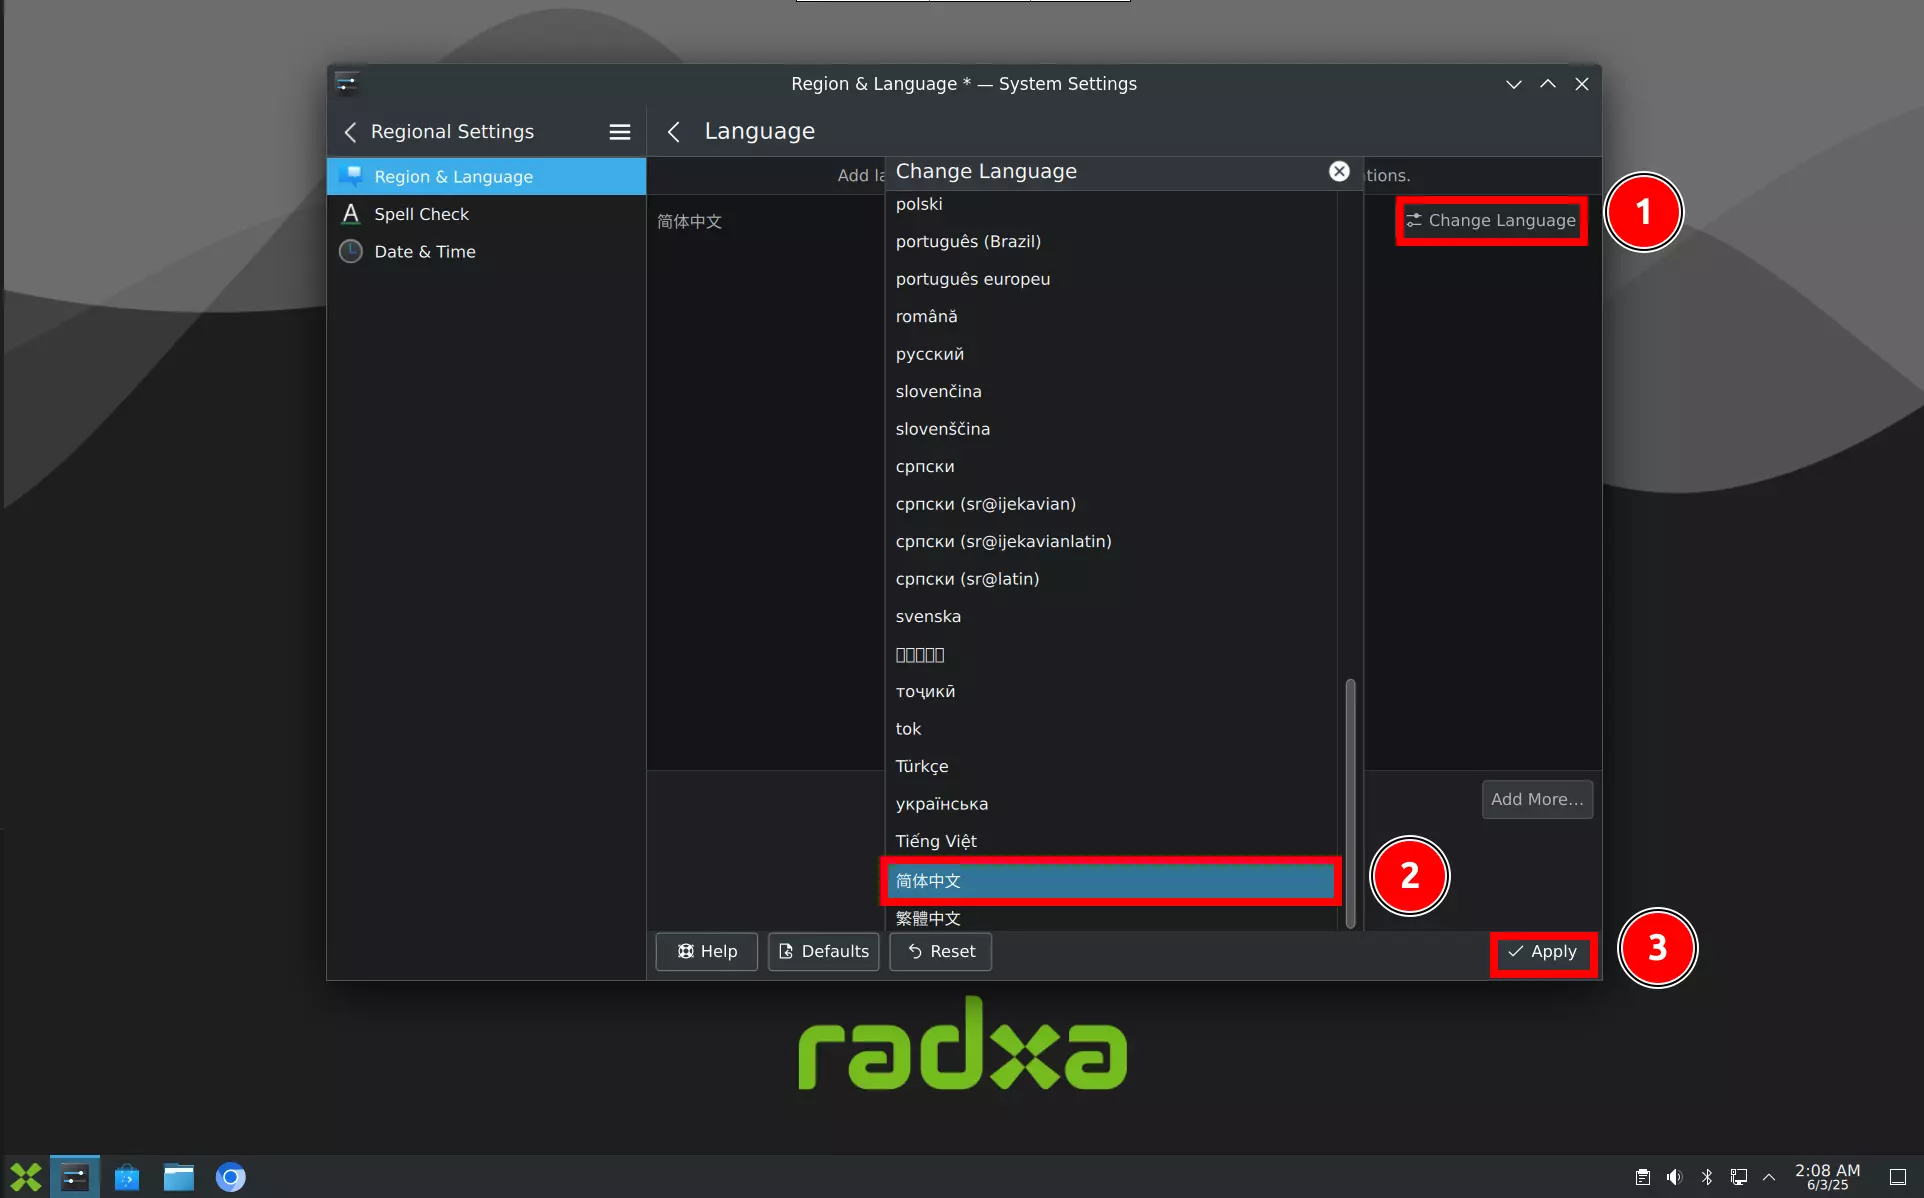 Region & Language * — System Settings
Regional Settings
Language
Region & Language
Spell Check
Date & Time
Add la
tions.
简体中文
Change Language
1
Change Language
polski
português (Brazil)
português europeu
română
русский
slovenčina
slovenščina
српски
српски (sr@ijekavian)
српски (sr@ijekavianlatin)
српски (sr@latin)
svenska
тоҷикӣ
tok
Türkçe
українська
Tiếng Việt
简体中文
2
繁體中文
Add More...
Help
Defaults
Reset
Apply
3
radxa
2:08 AM
6/3/25